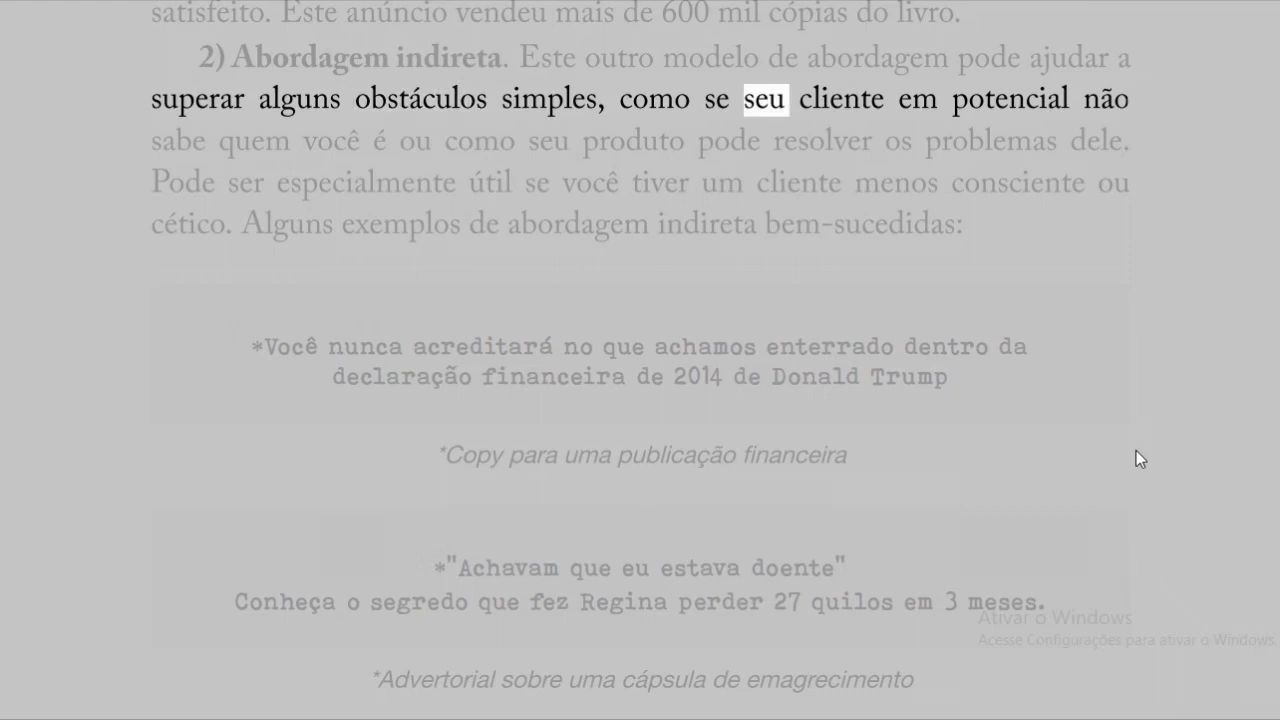 satisfeito. Este anúncio vendeu mais de 600 mil cópias do livro.
2) Abordagem indireta. Este outro modelo de abordagem pode ajudar a
superar alguns obstáculos simples, como se seu cliente em potencial não
sabe quem você é ou como seu produto pode resolver os problemas dele.
Pode ser especialmente útil se você tiver um cliente menos consciente ou
cético. Alguns exemplos de abordagem indireta bem-sucedidas:
*Você nunca acreditará no que achamos enterrado dentro da
declaração financeira de 2014 de Donald Trump
*Copy para uma publicação financeira
*"Achavam que eu estava doente"
Conheça o segredo que fez Regina perder 27 quilos em 3 meses.
Ativar o Windows
Acesse Configurações para ativar o Windows.
*Advertorial sobre uma cápsula de emagrecimento